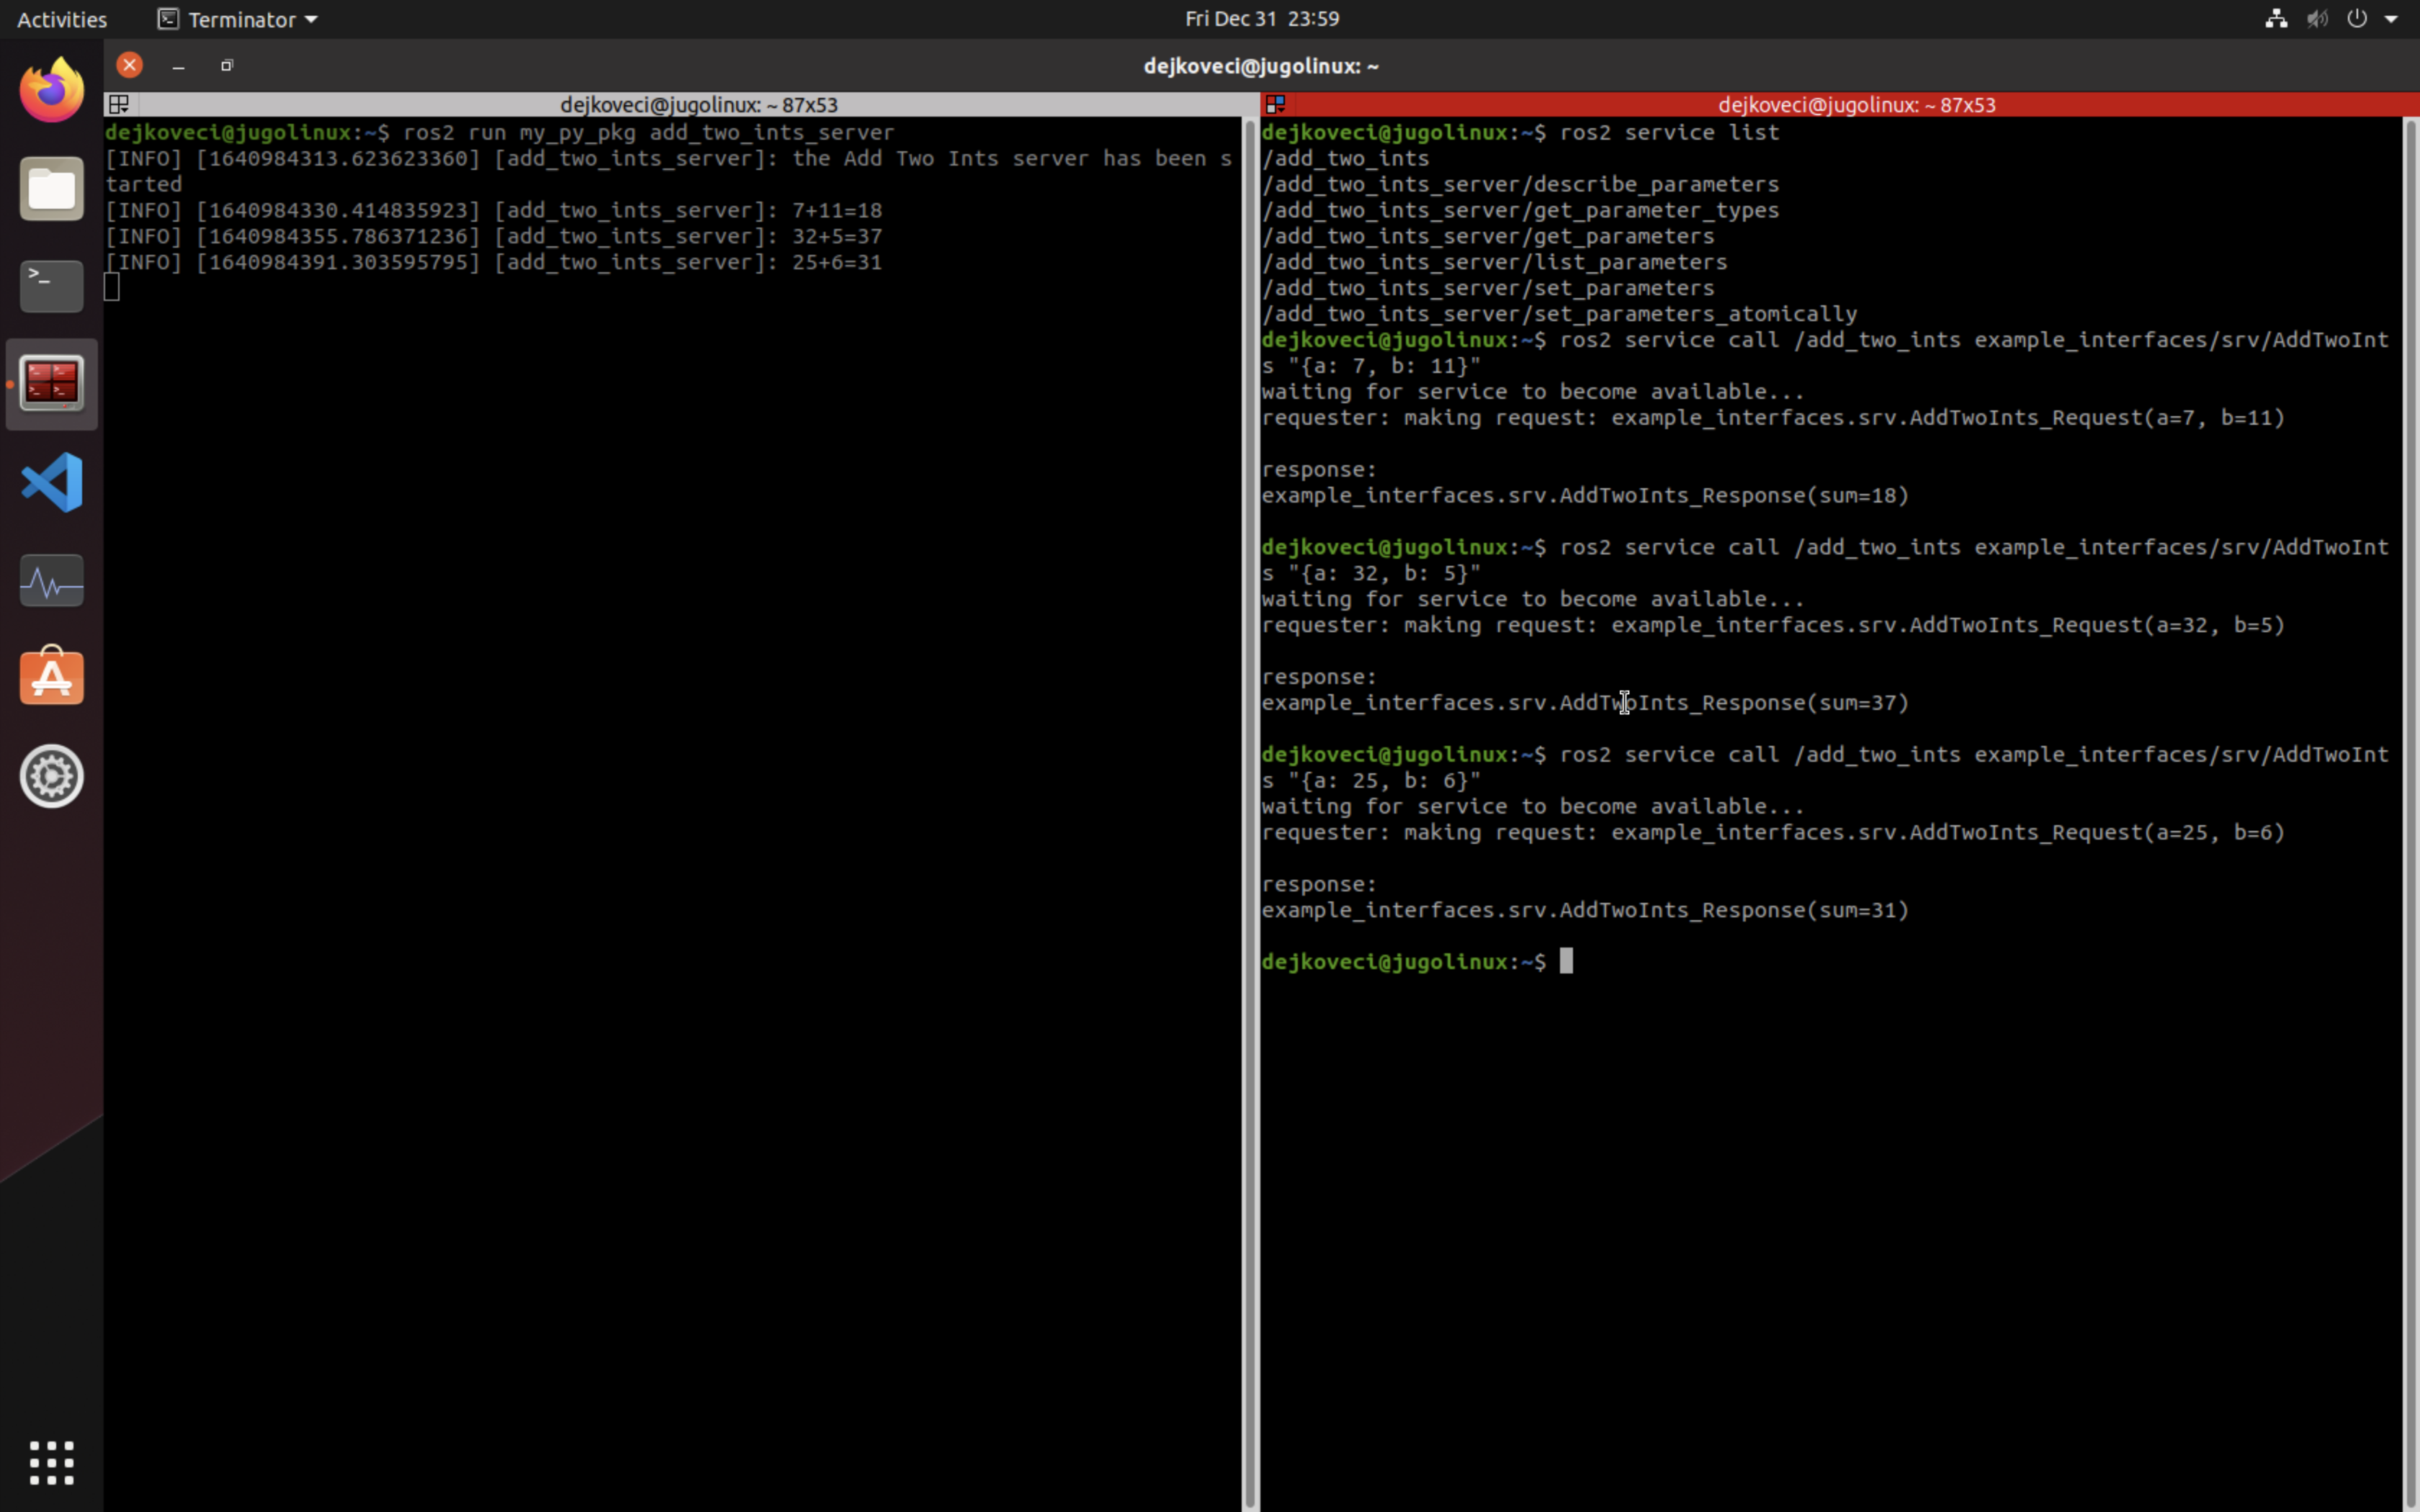 Activities Terminator Fri Dec 31 23:59
dejkoveci@jugolinux: ~
dejkoveci@jugolinux: ~ 87x53
dejkoveci@jugolinux:~$ ros2 run my_py_pkg add_two_ints_server
[INFO] [1640984313.623623360] [add_two_ints_server]: the Add Two Ints server has been s
tarted
[INFO] [1640984330.414835923] [add_two_ints_server]: 7+11=18
[INFO] [1640984355.786371236] [add_two_ints_server]: 32+5=37
[INFO] [1640984391.303595795] [add_two_ints_server]: 25+6=31
dejkoveci@jugolinux: ~ 87x53
dejkoveci@jugolinux:~$ ros2 service list
/add_two_ints
/add_two_ints_server/describe_parameters
/add_two_ints_server/get_parameter_types
/add_two_ints_server/get_parameters
/add_two_ints_server/list_parameters
/add_two_ints_server/set_parameters
/add_two_ints_server/set_parameters_atomically
dejkoveci@jugolinux:~$ ros2 service call /add_two_ints example_interfaces/srv/AddTwoInt
s "{a: 7, b: 11}"
waiting for service to become available...
requester: making request: example_interfaces.srv.AddTwoInts_Request(a=7, b=11)
response:
example_interfaces.srv.AddTwoInts_Response(sum=18)
dejkoveci@jugolinux:~$ ros2 service call /add_two_ints example_interfaces/srv/AddTwoInt
s "{a: 32, b: 5}"
waiting for service to become available...
requester: making request: example_interfaces.srv.AddTwoInts_Request(a=32, b=5)
response:
example_interfaces.srv.AddTwoInts_Response(sum=37)
dejkoveci@jugolinux:~$ ros2 service call /add_two_ints example_interfaces/srv/AddTwoInt
s "{a: 25, b: 6}"
waiting for service to become available...
requester: making request: example_interfaces.srv.AddTwoInts_Request(a=25, b=6)
response:
example_interfaces.srv.AddTwoInts_Response(sum=31)
dejkoveci@jugolinux:~$